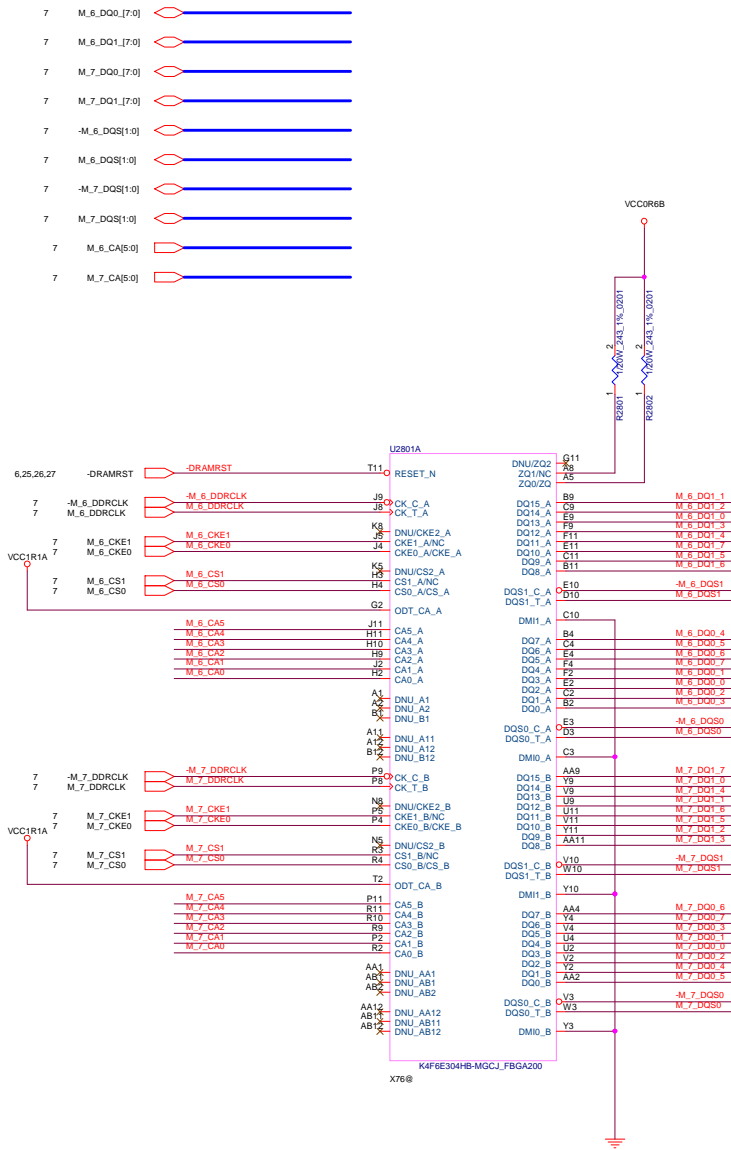 7 M_6_DQ0_[7:0]
7 M_6_DQ1_[7:0]
7 M_7_DQ0_[7:0]
7 M_7_DQ1_[7:0]
7 -M_6_DQS[1:0]
7 M_6_DQS[1:0]
7 -M_7_DQS[1:0]
7 M_7_DQS[1:0]
7 M_6_CA[5:0]
7 M_7_CA[5:0]
VCC0R6B
2 1/20W_243_1%_0201 1 R2801
2 1/20W_243_1%_0201 1 R2802
U2801A
DNU/ZQ2 G11
6,25,26,27 -DRAMRST -DRAMRST T11 RESET_N ZQ1/NC A8
ZQ0/ZQ A5
7 -M_6_DDRCLK -M_6_DDRCLK J9 CK_C_A DQ15_A B9 M_6_DQ1_1
7 M_6_DDRCLK M_6_DDRCLK J8 CK_T_A DQ14_A C9 M_6_DQ1_2
DQ13_A E9 M_6_DQ1_0
K8 DNU/CKE2_A DQ12_A F9 M_6_DQ1_3
7 M_6_CKE1 M_6_CKE1 J5 CKE1_A/NC DQ11_A F11 M_6_DQ1_4
7 M_6_CKE0 M_6_CKE0 J4 CKE0_A/CKE_A DQ10_A E11 M_6_DQ1_7
VCC1R1A
DQ9_A C11 M_6_DQ1_5
K5 DNU/CS2_A DQ8_A B11 M_6_DQ1_6
7 M_6_CS1 M_6_CS1 H3 CS1_A/NC
7 M_6_CS0 M_6_CS0 H4 CS0_A/CS_A DQS1_C_A E10 -M_6_DQS1
DQS1_T_A D10 M_6_DQS1
G2 ODT_CA_A
DMI1_A C10
M_6_CA5 J11 CA5_A
M_6_CA4 H11 CA4_A DQ7_A B4 M_6_DQ0_4
M_6_CA3 H10 CA3_A DQ6_A C4 M_6_DQ0_5
M_6_CA2 H9 CA2_A DQ5_A E4 M_6_DQ0_6
M_6_CA1 J2 CA1_A DQ4_A F4 M_6_DQ0_7
M_6_CA0 H2 CA0_A DQ3_A F2 M_6_DQ0_1
DQ2_A E2 M_6_DQ0_0
A1 DNU_A1 DQ1_A C2 M_6_DQ0_2
A2 DNU_A2 DQ0_A B2 M_6_DQ0_3
B1 DNU_B1
DQS0_C_A E3 -M_6_DQS0
A11 DNU_A11 DQS0_T_A D3 M_6_DQS0
A12 DNU_A12
B12 DNU_B12 DMI0_A C3
7 -M_7_DDRCLK -M_7_DDRCLK P9 CK_C_B DQ15_B AA9 M_7_DQ1_7
7 M_7_DDRCLK M_7_DDRCLK P8 CK_T_B DQ14_B Y9 M_7_DQ1_0
DQ13_B V9 M_7_DQ1_4
N8 DNU/CKE2_B DQ12_B U9 M_7_DQ1_1
7 M_7_CKE1 M_7_CKE1 P5 CKE1_B/NC DQ11_B U11 M_7_DQ1_6
7 M_7_CKE0 M_7_CKE0 P4 CKE0_B/CKE_B DQ10_B V11 M_7_DQ1_5
VCC1R1A
DQ9_B Y11 M_7_DQ1_2
N5 DNU/CS2_B DQ8_B AA11 M_7_DQ1_3
7 M_7_CS1 M_7_CS1 R3 CS1_B/NC
7 M_7_CS0 M_7_CS0 R4 CS0_B/CS_B DQS1_C_B V10 -M_7_DQS1
DQS1_T_B W10 M_7_DQS1
T2 ODT_CA_B
DMI1_B Y10
M_7_CA5 P11 CA5_B
M_7_CA4 R11 CA4_B DQ7_B AA4 M_7_DQ0_6
M_7_CA3 R10 CA3_B DQ6_B Y4 M_7_DQ0_7
M_7_CA2 R9 CA2_B DQ5_B V4 M_7_DQ0_3
M_7_CA1 P2 CA1_B DQ4_B U4 M_7_DQ0_1
M_7_CA0 R2 CA0_B DQ3_B U2 M_7_DQ0_0
DQ2_B V2 M_7_DQ0_2
AA1 DNU_AA1 DQ1_B Y2 M_7_DQ0_4
AB1 DNU_AB1 DQ0_B AA2 M_7_DQ0_5
AB2 DNU_AB2
DQS0_C_B V3 -M_7_DQS0
AA12 DNU_AA12 DQS0_T_B W3 M_7_DQS0
AB11 DNU_AB11
AB12 DNU_AB12 DMI0_B Y3
K4F6E304HB-MGCJ_FBGA200
X76@